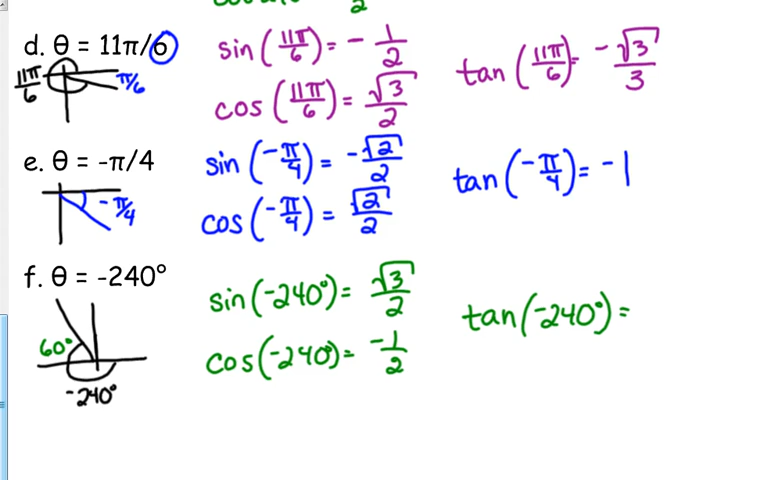 2
d. θ = 11π/6
sin(11π/6) = - 1/2
cos(11π/6) = √3/2
tan(11π/6) = -√3/3
11π/6
π/6
e. θ = -π/4
sin(-π/4) = -√2/2
cos(-π/4) = √2/2
tan(-π/4) = -1
-π/4
f. θ = -240°
sin(-240°) = √3/2
cos(-240°) = -1/2
tan(-240°) =
60°
-240°